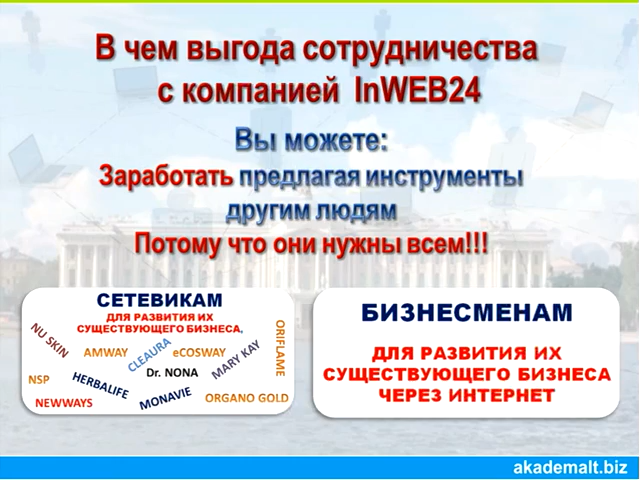 В чем выгода сотрудничества
с компанией InWEB24
Вы можете:
Заработать предлагая инструменты
другим людям
Потому что они нужны всем!!!
СЕТЕВИКАМ
ДЛЯ РАЗВИТИЯ ИХ
СУЩЕСТВУЮЩЕГО БИЗНЕСА,
NU SKIN
AMWAY
CLEAURA
eCOSWAY
MARY KAY
ORIFLAME
NSP
HERBALIFE
Dr. NONA
NEWWAYS
MONAVIE
ORGANO GOLD
БИЗНЕСМЕНАМ
ДЛЯ РАЗВИТИЯ ИХ
СУЩЕСТВУЮЩЕГО БИЗНЕСА
ЧЕРЕЗ ИНТЕРНЕТ
akademalt.biz